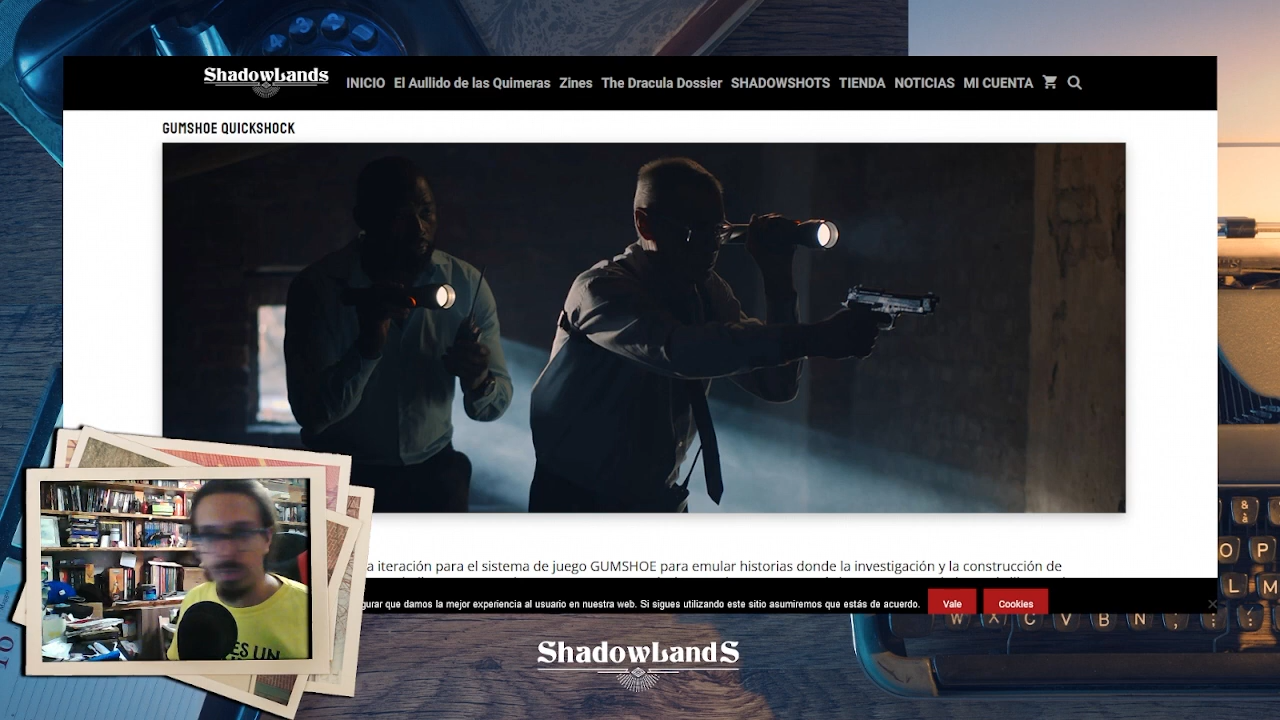 ShadowLands
INICIO El Aullido de las Quimeras Zines The Dracula Dossier SHADOWSHOTS TIENDA NOTICIAS MI CUENTA
GUMSHOE QUICKSHOCK
a iteración para el sistema de juego GUMSHOE para emular historias donde la investigación y la construcción de
gurar que damos la mejor experiencia al usuario en nuestra web. Si sigues utilizando este sitio asumiremos que estás de acuerdo.
Vale
Cookies
ES UN
ShadowLandS
10
&
O P
L M
W X C V B N